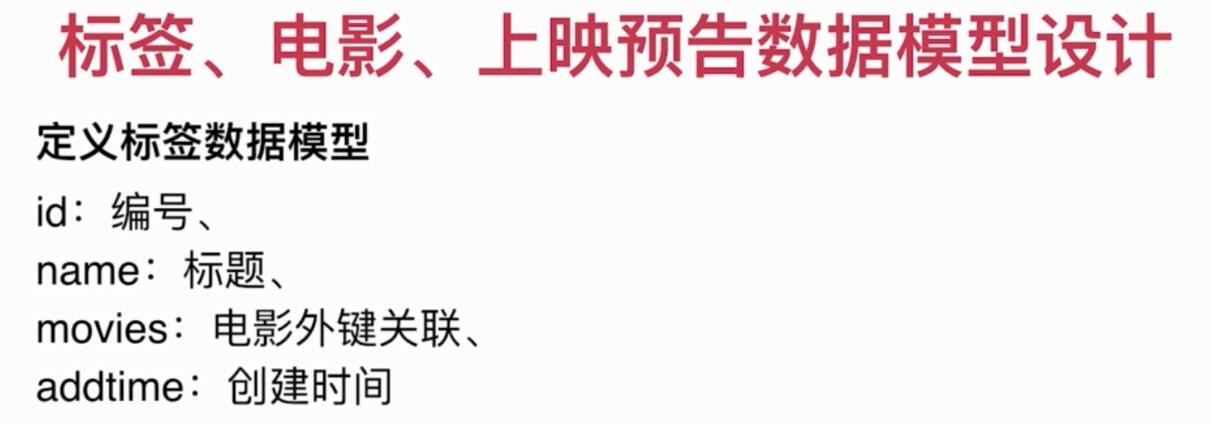 标签、电影、上映预告数据模型设计
定义标签数据模型
id：编号、
name：标题、
movies：电影外键关联、
addtime：创建时间